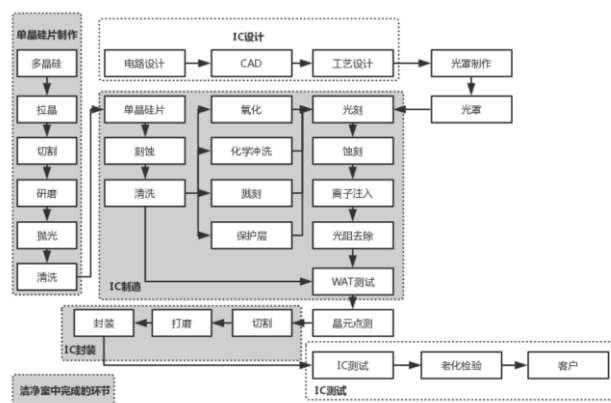 单晶硅片制作
多晶硅
拉晶
切割
研磨
抛光
清洗
IC设计
电路设计
CAD
工艺设计
光罩制作
光罩
单晶硅片
刻蚀
清洗
氧化
化学冲洗
溅刻
保护层
光刻
蚀刻
离子注入
光阻去除
WAT测试
IC制造
晶元点测
切割
打磨
封装
IC封装
IC测试
老化检验
客户
IC测试
洁净室中完成的环节